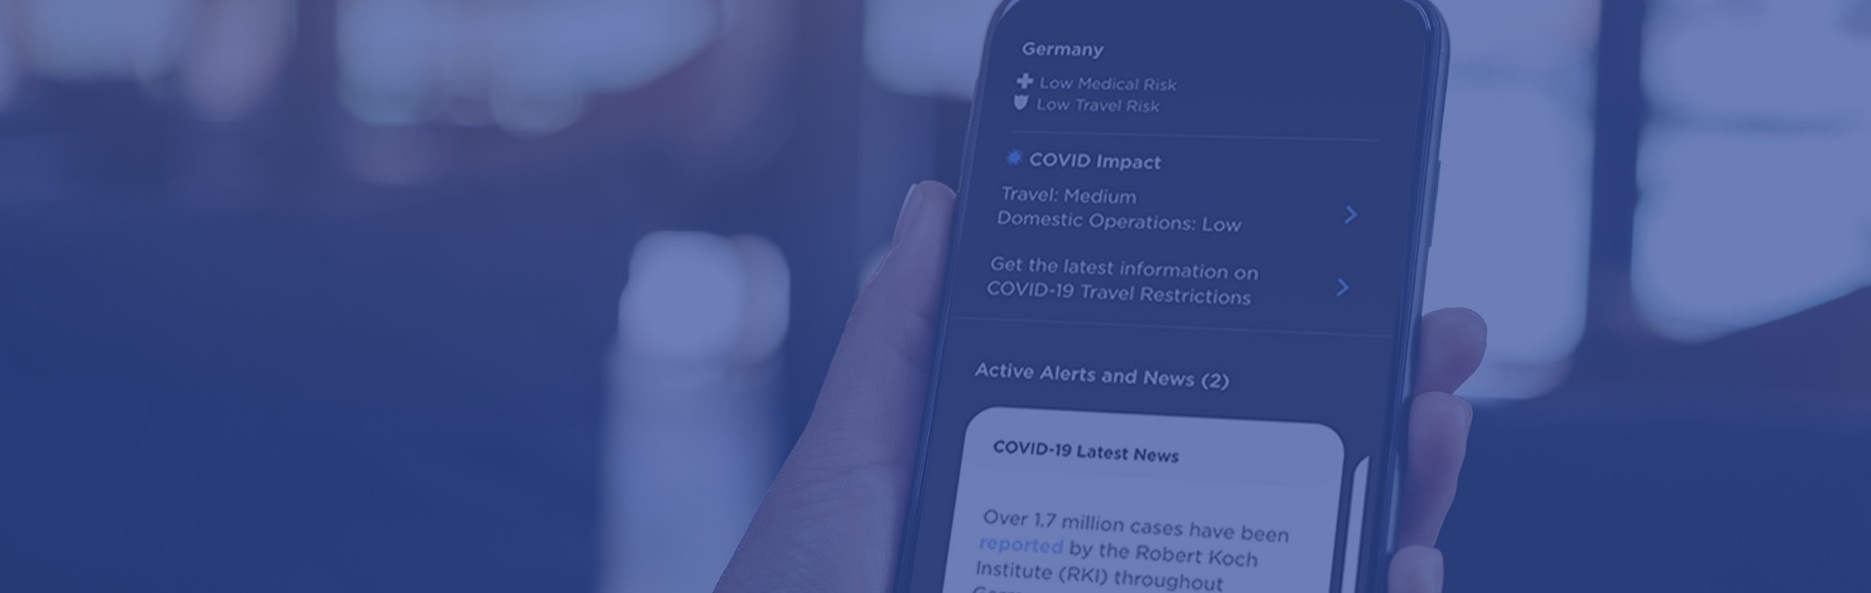 Germany
Low Medical Risk
Low Travel Risk
COVID Impact
Travel: Medium
Domestic Operations: Low
Get the latest information on
COVID-19 Travel Restrictions
Active Alerts and News (2)
COVID-19 Latest News
Over 1.7 million cases have been
reported by the Robert Koch
Institute (RKI) throughout